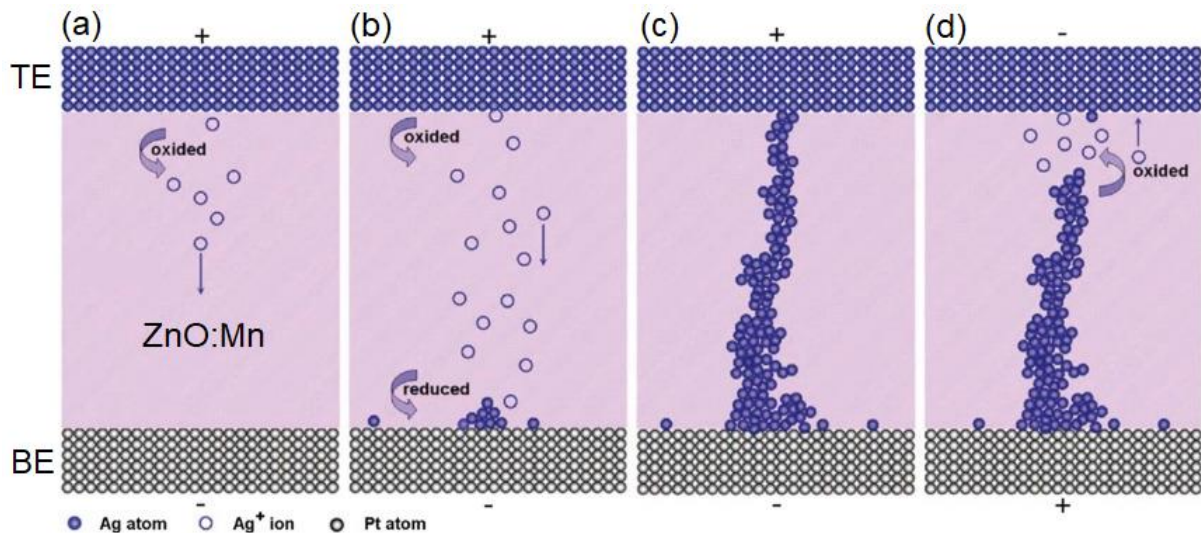 (a) (b) (c) (d)
+ + + -
TE
oxided oxided oxided
ZnO:Mn
reduced
BE
- - - +
Ag atom Ag+ ion Pt atom